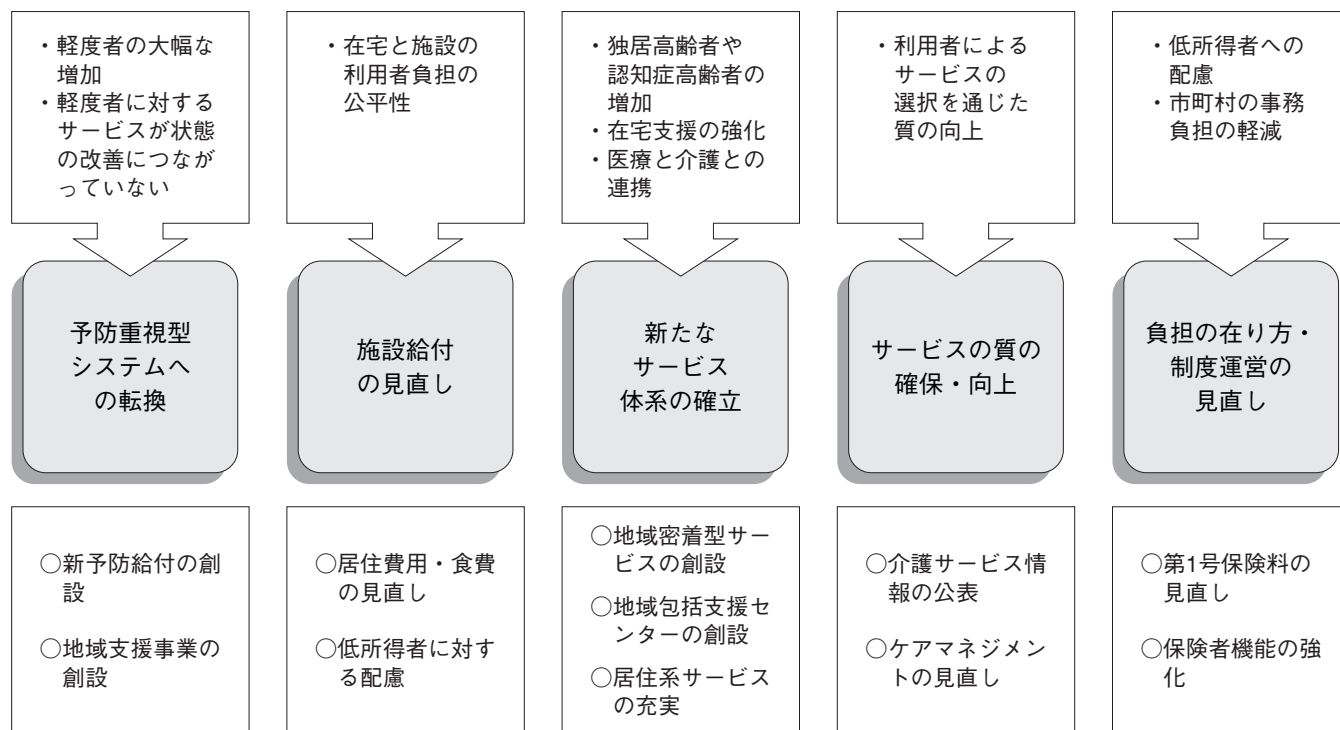 ・軽度者の大幅な
増加
・軽度者に対する
サービスが状態
の改善につなが
っていない
・在宅と施設の
利用者負担の
公平性
・独居高齢者や
認知症高齢者の
増加
・在宅支援の強化
・医療と介護との
連携
・利用者による
サービスの
選択を通じた
質の向上
・低所得者への
配慮
・市町村の事務
負担の軽減
予防重視型
システムへ
の転換
施設給付
の見直し
新たな
サービス
体系の確立
サービスの質の
確保・向上
負担の在り方・
制度運営の
見直し
○新予防給付の創
設
○地域支援事業の
創設
○居住費用・食費
の見直し
○低所得者に対す
る配慮
○地域密着型サー
ビスの創設
○地域包括支援セ
ンターの創設
○居住系サービス
の充実
○介護サービス情
報の公表
○ケアマネジメン
トの見直し
○第1号保険料の
見直し
○保険者機能の強
化